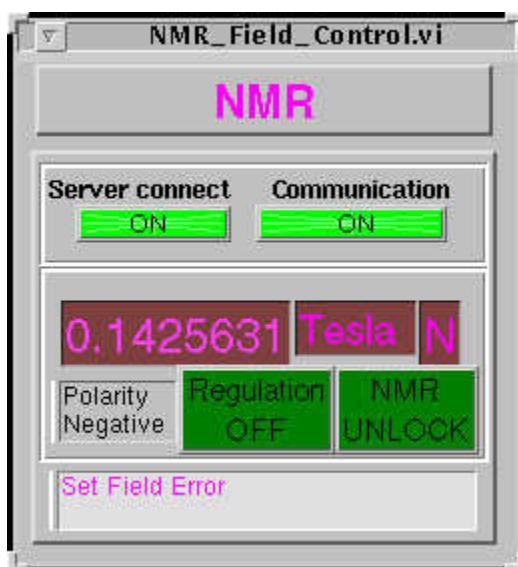 NMR_Field_Control.vi
NMR
Server connect Communication
ON ON
0.1425631 Tesla N
Polarity Negative
Regulation OFF
NMR UNLOCK
Set Field Error